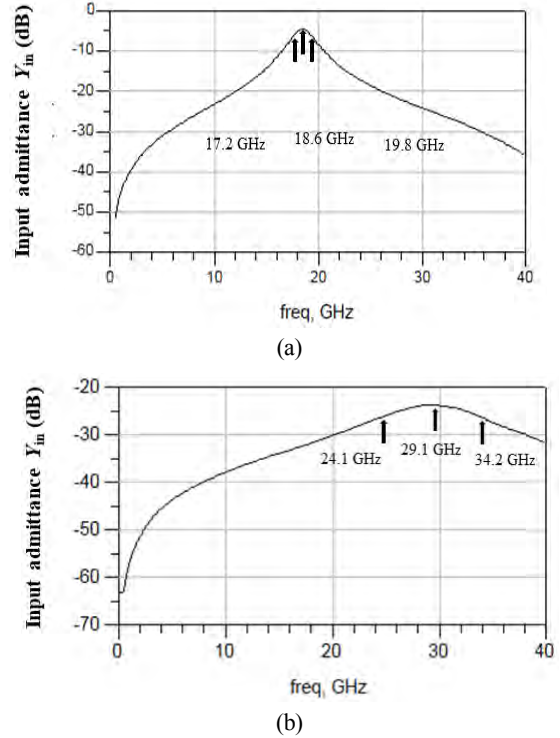 Input admittance Yin (dB)
0
-10
-20
-30
-40
-50
-60
17.2 GHz 18.6 GHz 19.8 GHz
0 10 20 30 40
freq, GHz
(a)
Input admittance Yin (dB)
-20
-30
-40
-50
-60
-70
24.1 GHz 29.1 GHz 34.2 GHz
0 10 20 30 40
freq, GHz
(b)